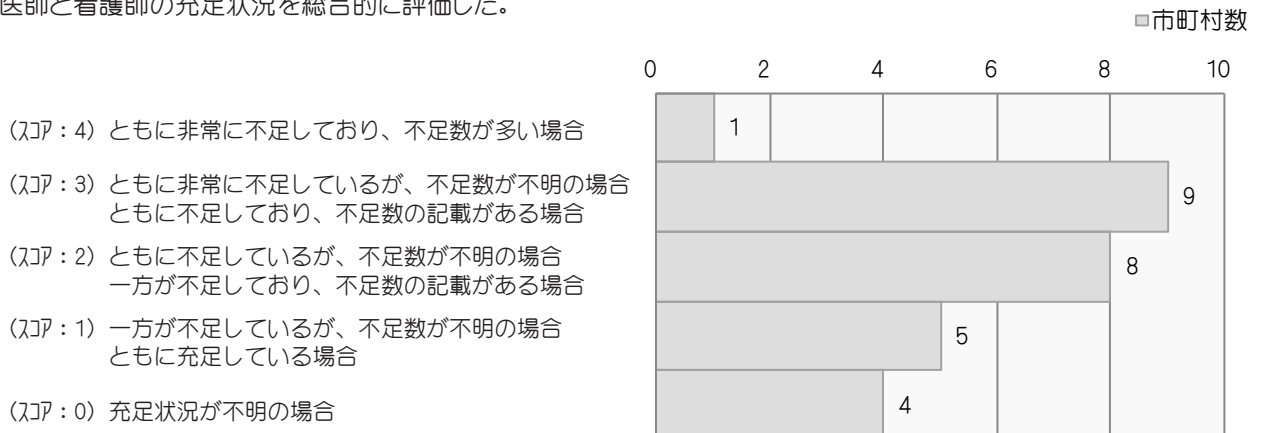 医師と看護師の充足状況を総合的に評価した。
市町村数
0 2 4 6 8 10
(ｽｺｱ：4) ともに非常に不足しており、不足数が多い場合 1
(ｽｺｱ：3) ともに非常に不足しているが、不足数が不明の場合
ともに不足しており、不足数の記載がある場合 9
(ｽｺｱ：2) ともに不足しているが、不足数が不明の場合
一方が不足しており、不足数の記載がある場合 8
(ｽｺｱ：1) 一方が不足しているが、不足数が不明の場合
ともに充足している場合 5
(ｽｺｱ：0) 充足状況が不明の場合 4